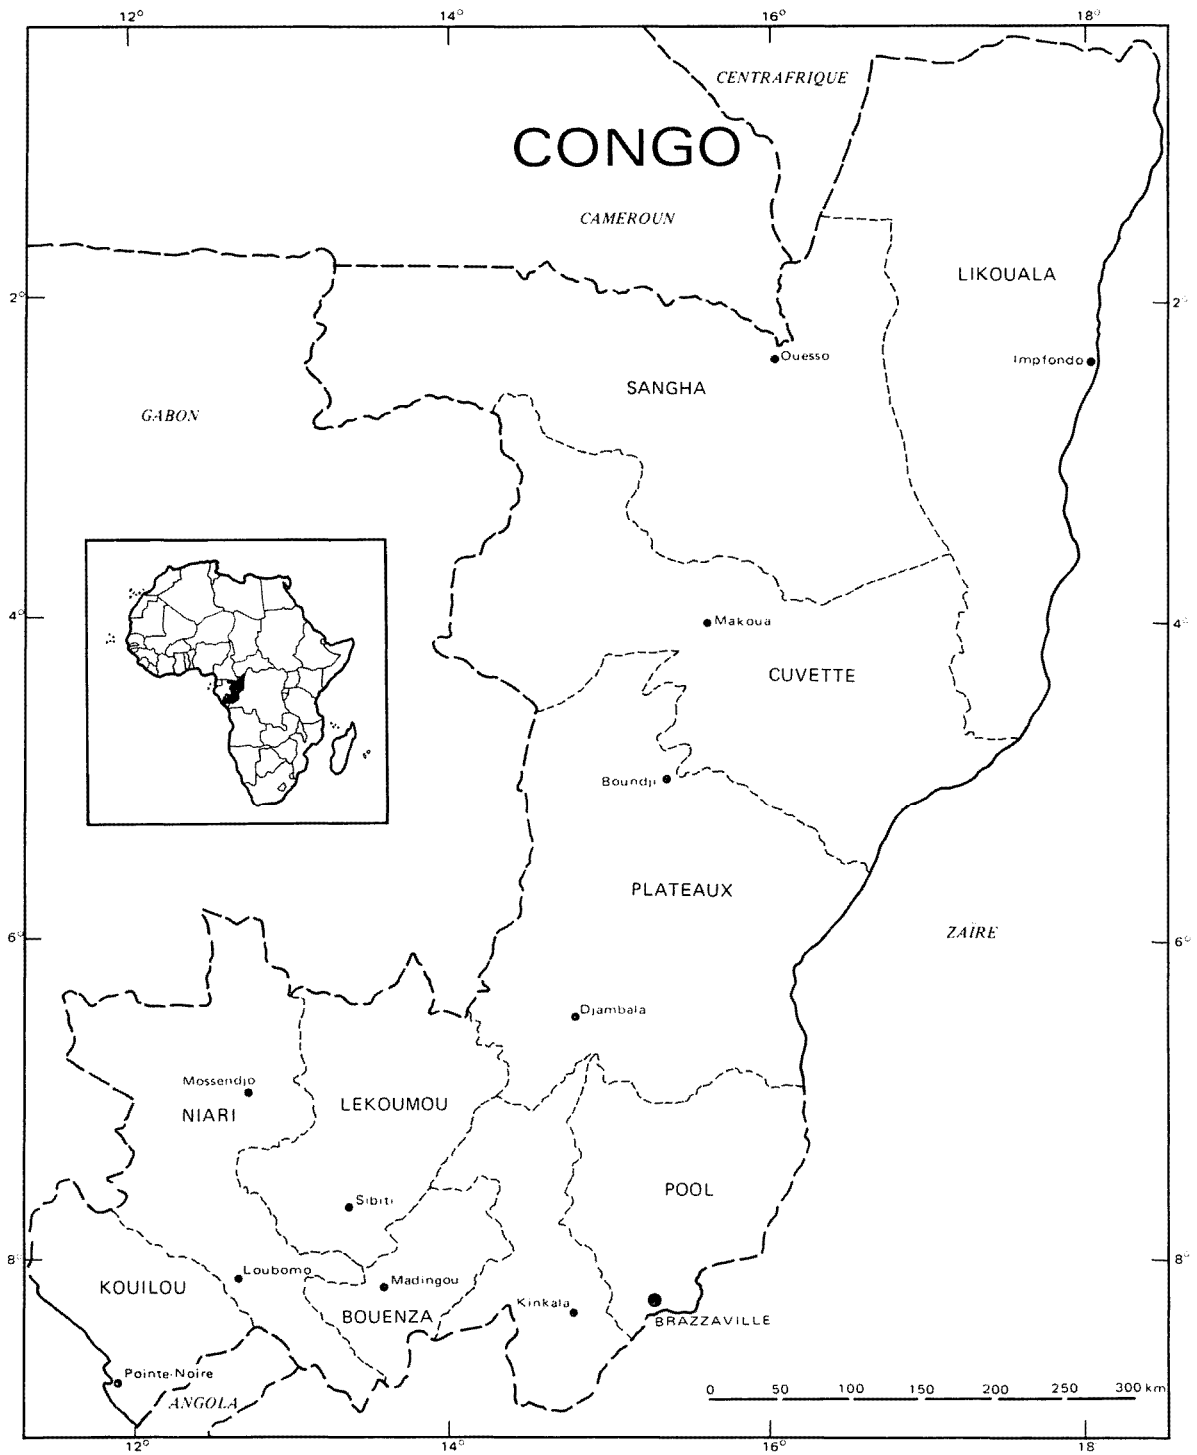 12° 14° 16° 18°
CENTRAFRIQUE
CONGO
CAMEROUN
LIKOUALA
2° 2°
Ouesso
Impfondo
SANGHA
GABON
4° 4°
Makoua
CUVETTE
Boundji
PLATEAUX
ZAÏRE
6° 6°
Djambala
Mossendjo
LEKOUMOU
NIARI
POOL
Sibiti
8° 8°
Loubomo
Madingou
KOUILOU
Kinkala
BOUENZA
BRAZZAVILLE
Pointe-Noire
0 50 100 150 200 250 300 km
ANGOLA
12° 14° 16° 18